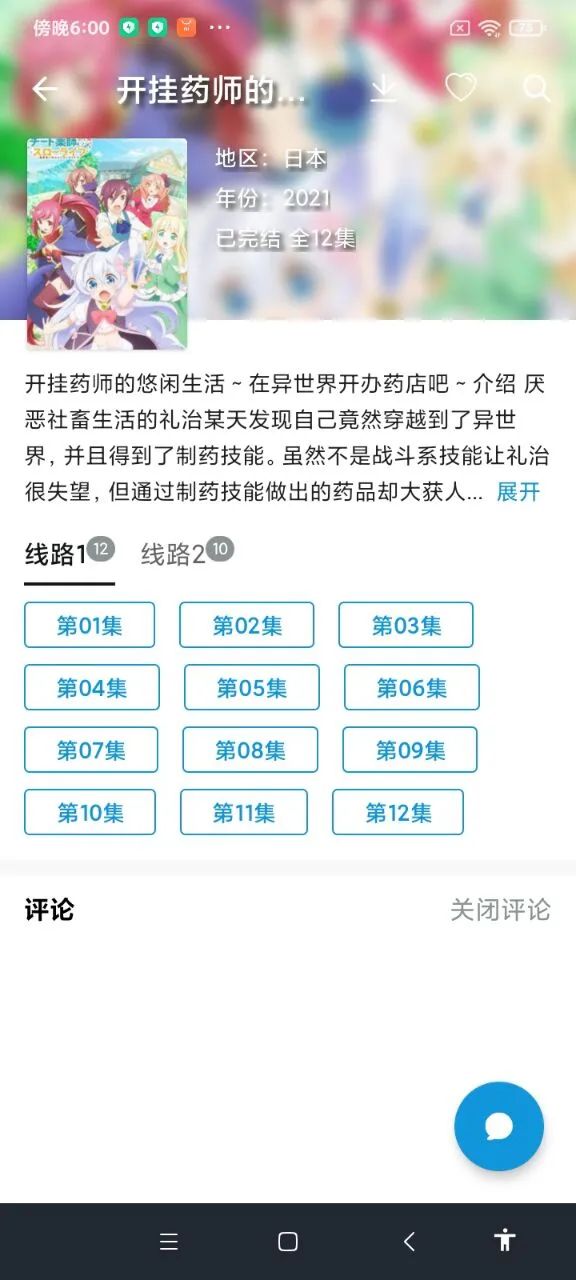 傍晚6:00
75
开挂药师的...
チート薬師の
スローライフ
地区：日本
年份：2021
已完结 全12集
开挂药师的悠闲生活 ~ 在异世界开办药店吧 ~ 介绍 厌
恶社畜生活的礼治某天发现自己竟然穿越到了异世
界，并且得到了制药技能。虽然不是战斗系技能让礼治
很失望，但通过制药技能做出的药品却大获人... 展开
线路1 12 线路2 10
第01集 第02集 第03集
第04集 第05集 第06集
第07集 第08集 第09集
第10集 第11集 第12集
评论 关闭评论